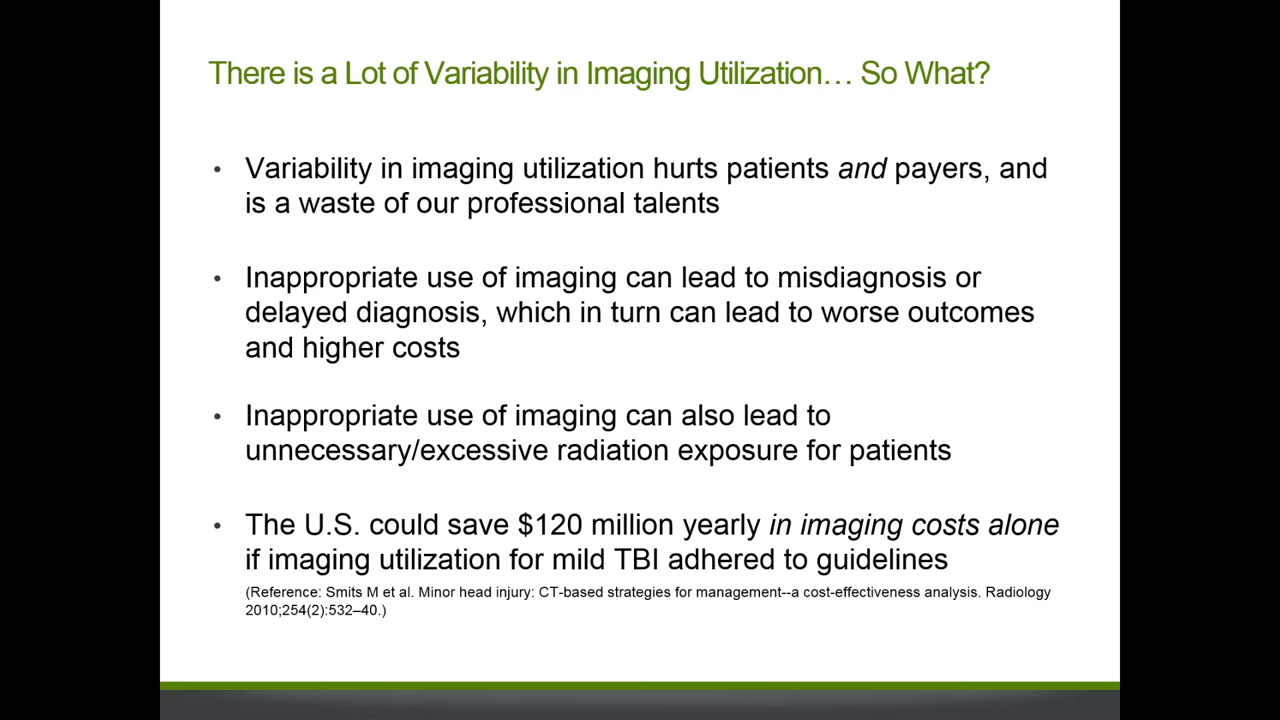 There is a Lot of Variability in Imaging Utilization… So What?
• Variability in imaging utilization hurts patients and payers, and
is a waste of our professional talents
• Inappropriate use of imaging can lead to misdiagnosis or
delayed diagnosis, which in turn can lead to worse outcomes
and higher costs
• Inappropriate use of imaging can also lead to
unnecessary/excessive radiation exposure for patients
• The U.S. could save $120 million yearly in imaging costs alone
if imaging utilization for mild TBI adhered to guidelines
(Reference: Smits M et al. Minor head injury: CT-based strategies for management--a cost-effectiveness analysis. Radiology
2010;254(2):532–40.)